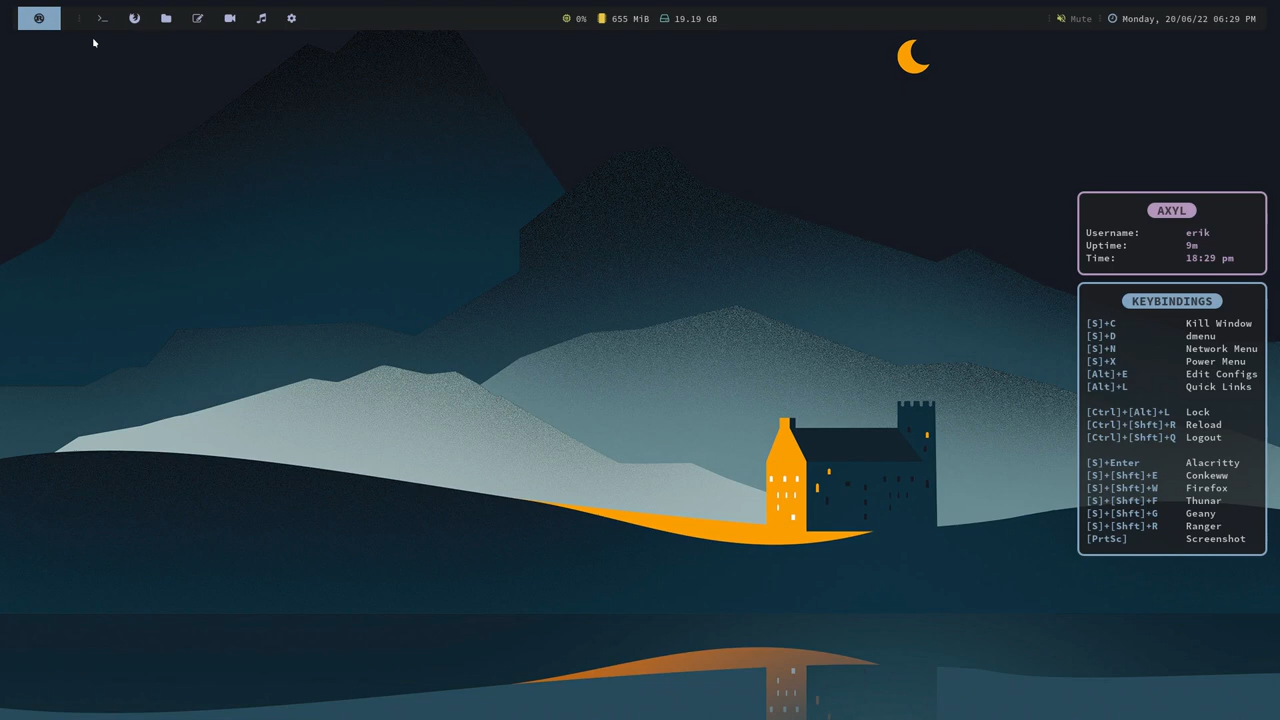 0% 655 MiB 19.19 GB Mute Monday, 20/06/22 06:29 PM
AXYL
Username: erik
Uptime: 9m
Time: 18:29 pm
KEYBINDINGS
[S]+C Kill Window
[S]+D dmenu
[S]+N Network Menu
[S]+X Power Menu
[Alt]+E Edit Configs
[Alt]+L Quick Links
[Ctrl]+[Alt]+L Lock
[Ctrl]+[Shft]+R Reload
[Ctrl]+[Shft]+Q Logout
[S]+Enter Alacritty
[S]+[Shft]+E Conkeww
[S]+[Shft]+W Firefox
[S]+[Shft]+F Thunar
[S]+[Shft]+G Geany
[S]+[Shft]+R Ranger
[PrtSc] Screenshot